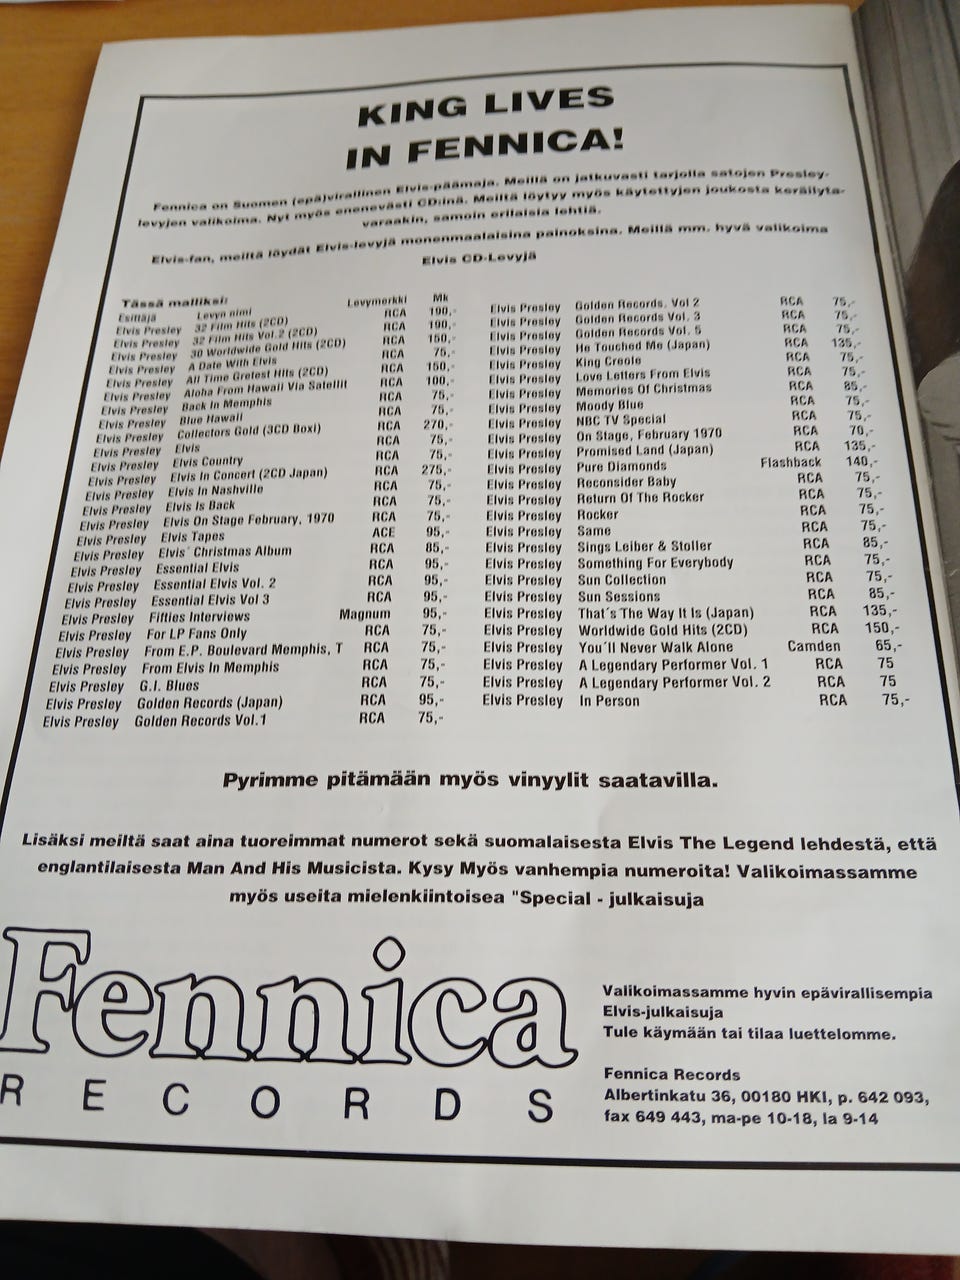 KING LIVES
IN FENNICA!
Fennica on Suomen (epä)virallinen Elvis-päämaja. Meillä on jatkuvasti tarjolla satojen Presley-
levyjen valikoima. Nyt myös enenevästi CD:inä. Meiltä löytyy myös käytettyjen joukosta keräilyta-
varaakin, samoin erilaisia lehtiä.
Elvis-fan, meiltä löydät Elvis-levyjä monenmaalaisina painoksina. Meillä mm. hyvä valikoima
Elvis CD-Levyjä
Tässä malliksi:
Esittäjä Levyn nimi Levymerkki Mk
Elvis Presley 32 Film Hits (2CD) RCA 190,-
Elvis Presley 32 Film Hits Vol.2 (2CD) RCA 190,-
Elvis Presley 30 Worldwide Gold Hits (2CD) RCA 150,-
Elvis Presley A Date With Elvis RCA 75,-
Elvis Presley All Time Gretest Hits (2CD) RCA 150,-
Elvis Presley Aloha From Hawaii Via Satellit RCA 100,-
Elvis Presley Back In Memphis RCA 75,-
Elvis Presley Blue Hawaii RCA 75,-
Elvis Presley Collectors Gold (3CD Boxi) RCA 270,-
Elvis Presley Elvis RCA 75,-
Elvis Presley Elvis Country RCA 75,-
Elvis Presley Elvis In Concert (2CD Japan) RCA 275,-
Elvis Presley Elvis In Nashville RCA 75,-
Elvis Presley Elvis Is Back RCA 75,-
Elvis Presley Elvis On Stage February, 1970 RCA 75,-
Elvis Presley Elvis Tapes ACE 95,-
Elvis Presley Elvis´ Christmas Album RCA 85,-
Elvis Presley Essential Elvis RCA 95,-
Elvis Presley Essential Elvis Vol. 2 RCA 95,-
Elvis Presley Essential Elvis Vol 3 RCA 95,-
Elvis Presley Fifties Interviews Magnum 95,-
Elvis Presley For LP Fans Only RCA 75,-
Elvis Presley From E.P. Boulevard Memphis, T RCA 75,-
Elvis Presley From Elvis In Memphis RCA 75,-
Elvis Presley G.I. Blues RCA 75,-
Elvis Presley Golden Records (Japan) RCA 95,-
Elvis Presley Golden Records Vol.1 RCA 75,-
Elvis Presley Golden Records, Vol 2 RCA 75,-
Elvis Presley Golden Records Vol. 3 RCA 75,-
Elvis Presley Golden Records Vol. 5 RCA 75,-
Elvis Presley He Touched Me (Japan) RCA 135,-
Elvis Presley King Creole RCA 75,-
Elvis Presley Love Letters From Elvis RCA 75,-
Elvis Presley Memories Of Christmas RCA 85,-
Elvis Presley Moody Blue RCA 75,-
Elvis Presley NBC TV Special RCA 75,-
Elvis Presley On Stage, February 1970 RCA 70,-
Elvis Presley Promised Land (Japan) RCA 135,-
Elvis Presley Pure Diamonds Flashback 140,-
Elvis Presley Reconsider Baby RCA 75,-
Elvis Presley Return Of The Rocker RCA 75,-
Elvis Presley Rocker RCA 75,-
Elvis Presley Same RCA 75,-
Elvis Presley Sings Leiber & Stoller RCA 85,-
Elvis Presley Something For Everybody RCA 75,-
Elvis Presley Sun Collection RCA 75,-
Elvis Presley Sun Sessions RCA 85,-
Elvis Presley That´s The Way It Is (Japan) RCA 135,-
Elvis Presley Worldwide Gold Hits (2CD) RCA 150,-
Elvis Presley You´ll Never Walk Alone Camden 65,-
Elvis Presley A Legendary Performer Vol. 1 RCA 75
Elvis Presley A Legendary Performer Vol. 2 RCA 75
Elvis Presley In Person RCA 75,-
Pyrimme pitämään myös vinyylit saatavilla.
Lisäksi meiltä saat aina tuoreimmat numerot sekä suomalaisesta Elvis The Legend lehdestä, että
englantilaisesta Man And His Musicista. Kysy Myös vanhempia numeroita! Valikoimassamme
myös useita mielenkiintoisea "Special - julkaisuja
Fennica
RECORDS
Valikoimassamme hyvin epävirallisempia
Elvis-julkaisuja
Tule käymään tai tilaa luettelomme.
Fennica Records
Albertinkatu 36, 00180 HKI, p. 642 093,
fax 649 443, ma-pe 10-18, la 9-14